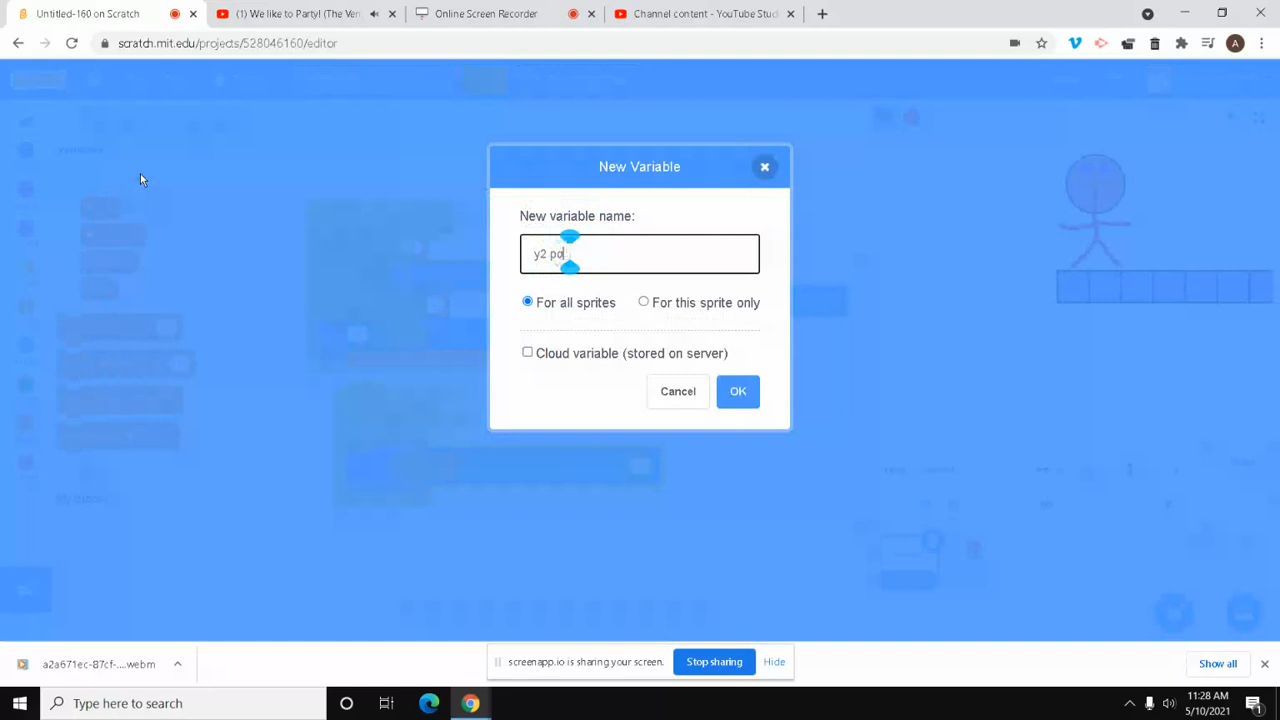 Untitled-160 on Scratch
(1) We like to Party! (The Ven
Online Screen Recorder
Channel content - YouTube Stud
scratch.mit.edu/projects/528046160/editor
A
New Variable
New variable name:
y2 po
For all sprites
For this sprite only
Cloud variable (stored on server)
Cancel
OK
a2a671ec-87cf-....webm
screenapp.io is sharing your screen.
Stop sharing
Hide
Show all
Type here to search
11:28 AM
5/10/2021
1